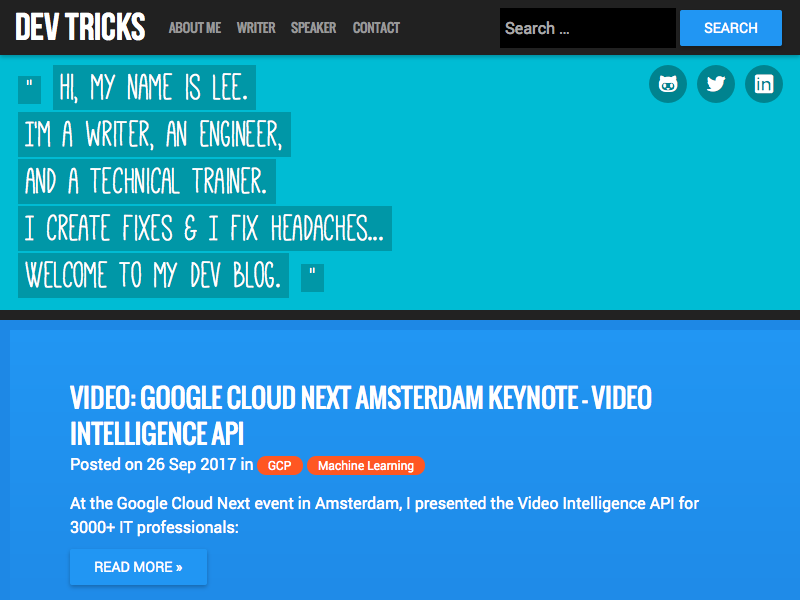 DEV TRICKS ABOUT ME WRITER SPEAKER CONTACT Search ... SEARCH
" HI, MY NAME IS LEE.
I'M A WRITER, AN ENGINEER,
AND A TECHNICAL TRAINER.
I CREATE FIXES & I FIX HEADACHES...
WELCOME TO MY DEV BLOG. "
in
VIDEO: GOOGLE CLOUD NEXT AMSTERDAM KEYNOTE - VIDEO
INTELLIGENCE API
Posted on 26 Sep 2017 in GCP Machine Learning
At the Google Cloud Next event in Amsterdam, I presented the Video Intelligence API for
3000+ IT professionals:
READ MORE »